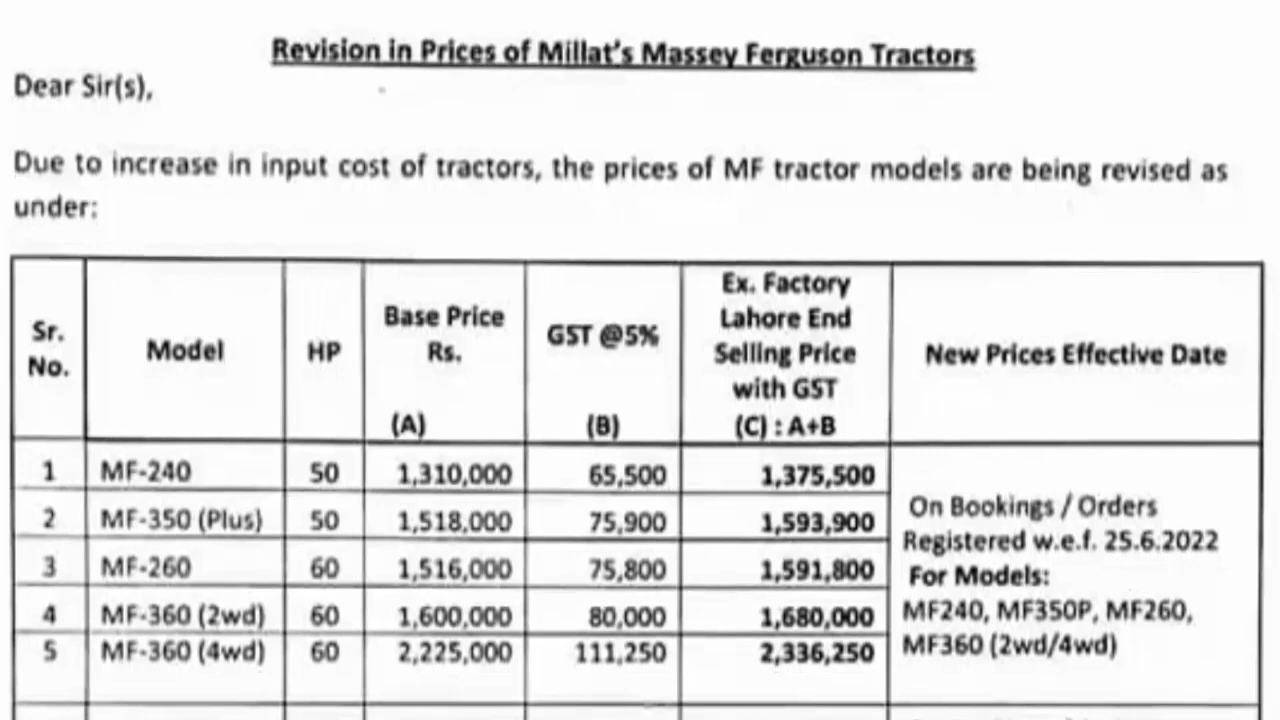 Revision in Prices of Millat's Massey Ferguson Tractors
Dear Sir(s),
Due to increase in input cost of tractors, the prices of MF tractor models are being revised as
under:
Sr. No. Model HP Base Price Rs. (A) GST @5% (B) Ex. Factory Lahore End Selling Price with GST (C) : A+B New Prices Effective Date
1 MF-240 50 1,310,000 65,500 1,375,500
2 MF-350 (Plus) 50 1,518,000 75,900 1,593,900
3 MF-260 60 1,516,000 75,800 1,591,800
4 MF-360 (2wd) 60 1,600,000 80,000 1,680,000
5 MF-360 (4wd) 60 2,225,000 111,250 2,336,250
On Bookings / Orders
Registered w.e.f. 25.6.2022
For Models:
MF240, MF350P, MF260,
MF360 (2wd/4wd)